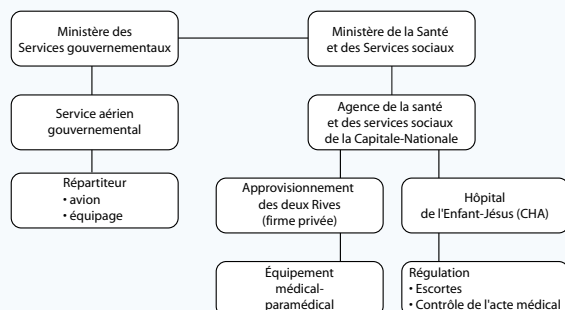 Ministère des
Services gouvernementaux
Ministère de la Santé
et des Services sociaux
Service aérien
gouvernemental
Agence de la santé
et des services sociaux
de la Capitale-Nationale
Répartiteur
• avion
• équipage
Approvisionnement
des deux Rives
(firme privée)
Hôpital
de l'Enfant-Jésus (CHA)
Équipement
médical-
paramédical
Régulation
• Escortes
• Contrôle de l'acte médical